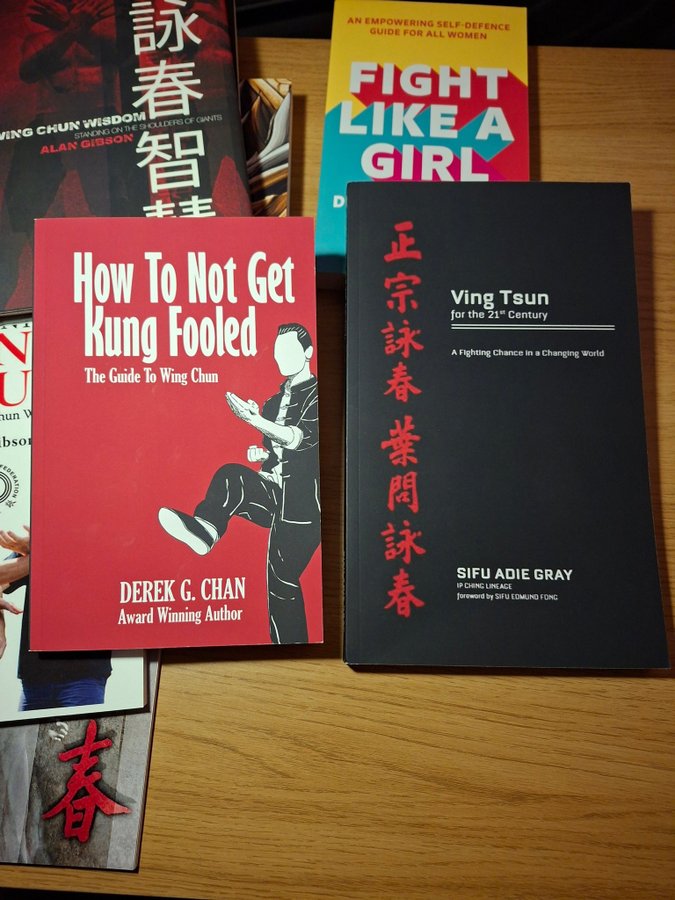 詠春智慧
WING CHUN WISDOM
STANDING ON THE SHOULDERS OF GIANTS
ALAN GIBSON
AN EMPOWERING SELF-DEFENCE
GUIDE FOR ALL WOMEN
FIGHT
LIKE A
GIRL
How To Not Get
Kung Fooled
The Guide To Wing Chun
DEREK G. CHAN
Award Winning Author
正宗詠春葉問詠春
Ving Tsun
for the 21st Century
A Fighting Chance in a Changing World
SIFU ADIE GRAY
IP CHING LINEAGE
foreword by SIFU EDMUND FONG
春